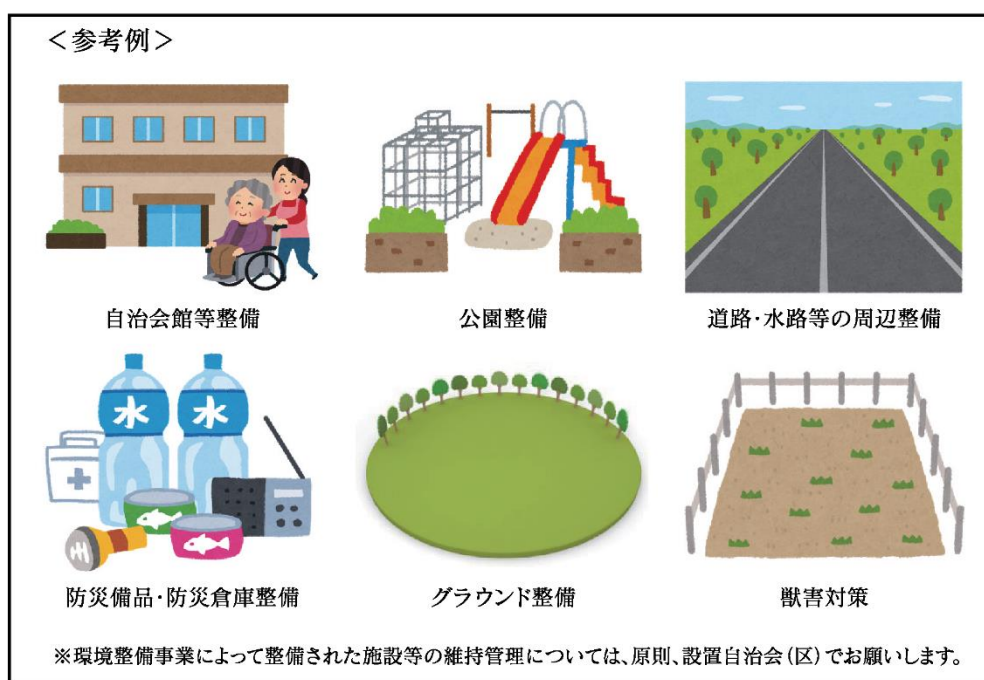 ＜参考例＞
自治会館等整備
公園整備
道路・水路等の周辺整備
水
水
防災備品・防災倉庫整備
グラウンド整備
獣害対策
※環境整備事業によって整備された施設等の維持管理については、原則、設置自治会（区）でお願いします。